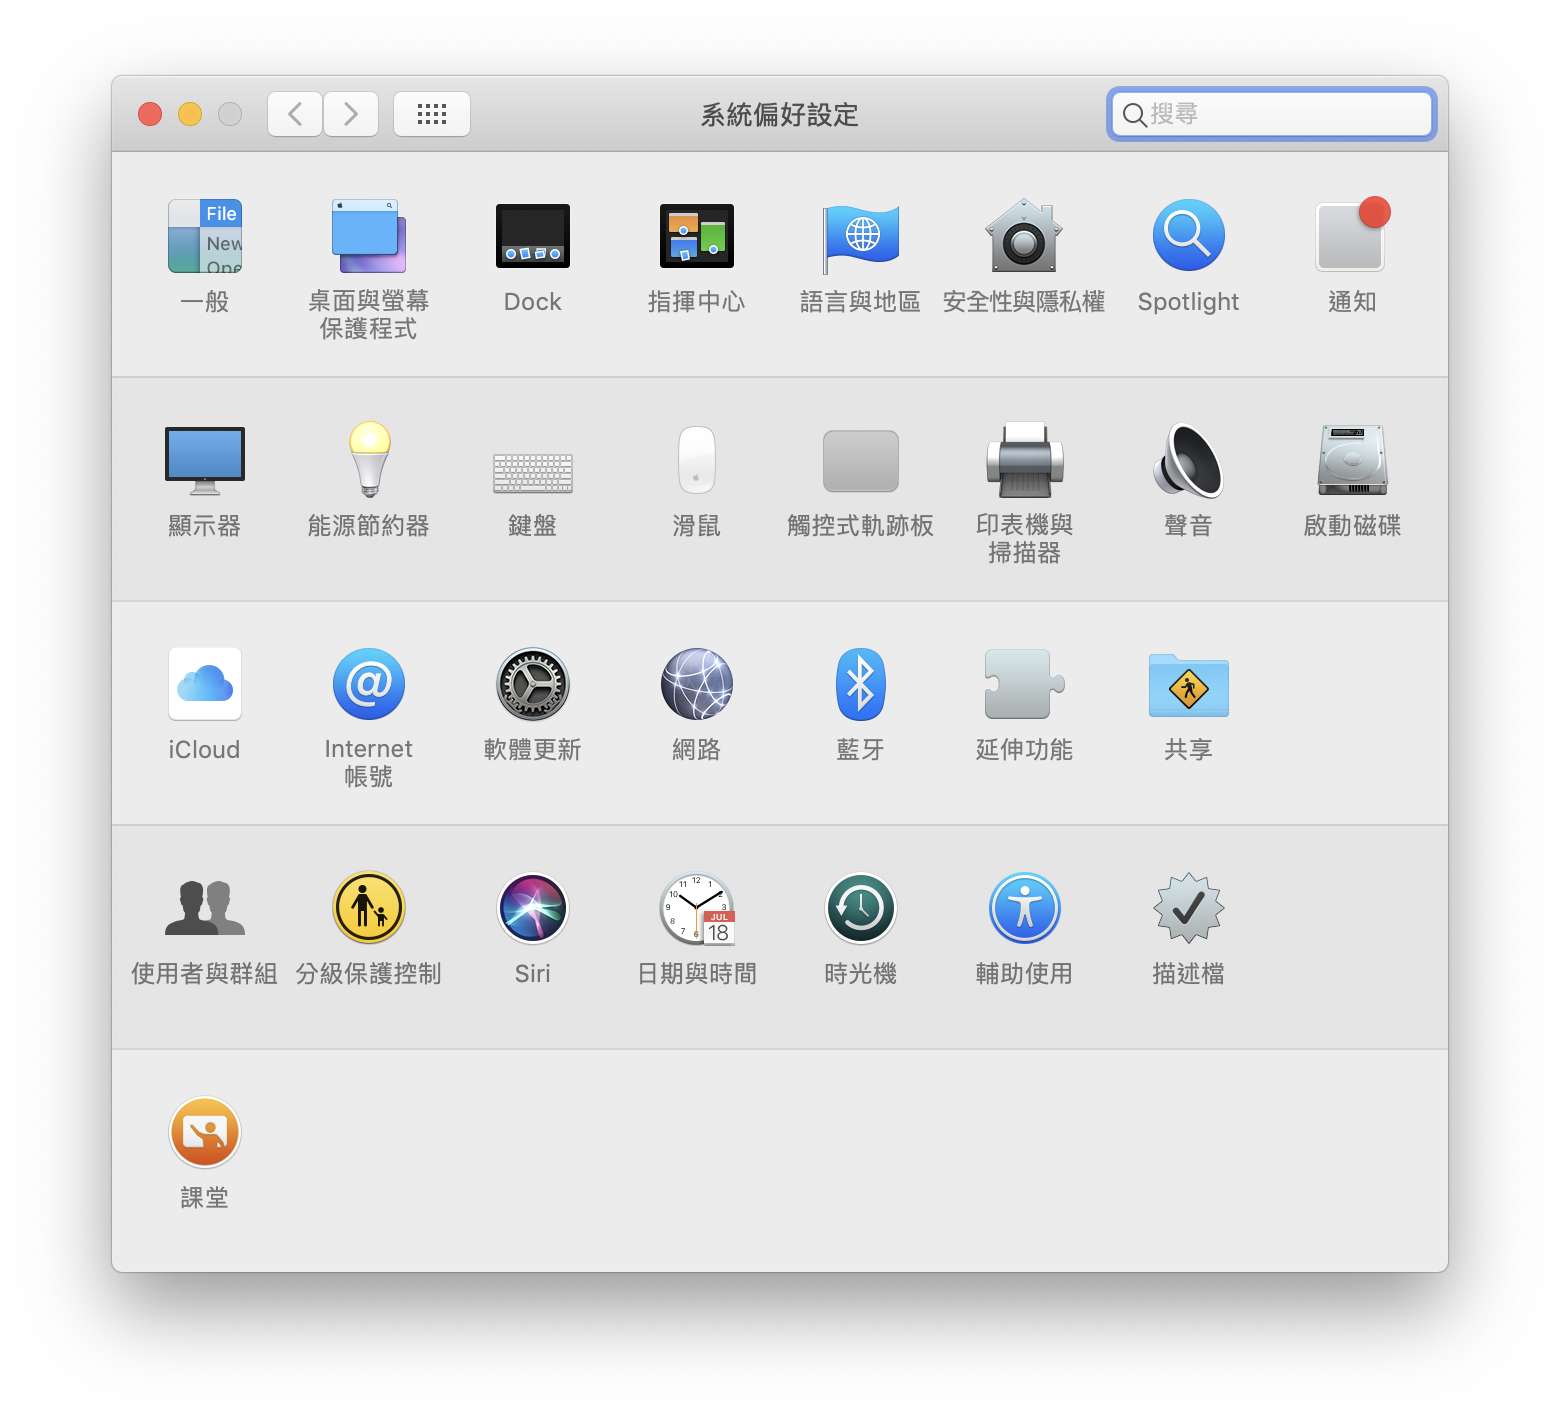 系統偏好設定
搜尋
File
New
Ope
一般
桌面與螢幕
保護程式
Dock
指揮中心
語言與地區
安全性與隱私權
Spotlight
通知
顯示器
能源節約器
鍵盤
滑鼠
觸控式軌跡板
印表機與
掃描器
聲音
啟動磁碟
iCloud
Internet
帳號
軟體更新
網路
藍牙
延伸功能
共享
使用者與群組
分級保護控制
Siri
JUL
18
日期與時間
時光機
輔助使用
描述檔
課堂